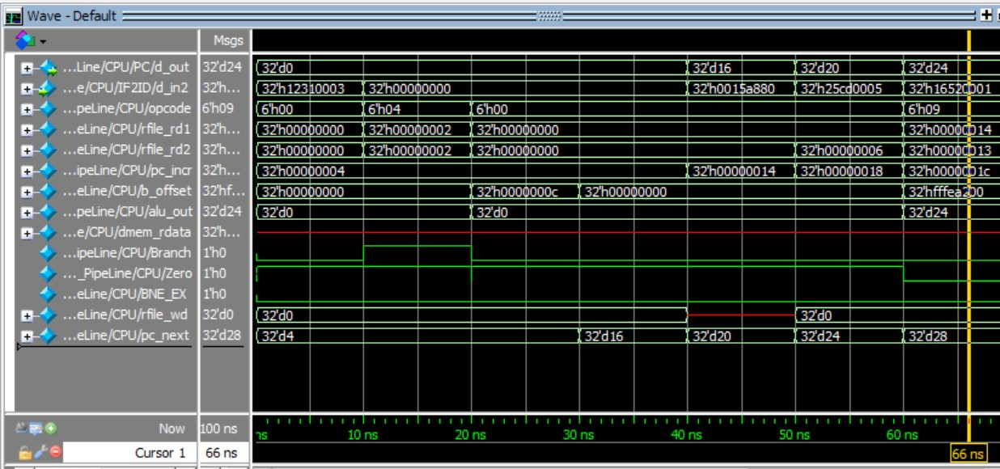 Wave - Default
Msgs
...Line/CPU/PC/d_out 32'd24 32'd0 32'd16 32'd20 32'd24
...e/CPU/IF2ID/d_in2 32'h... 32'h12310003 32'h00000000 32'h0015a880 32'h25cd0005 32'h16520001
...peLine/CPU/opcode 6'h09 6'h00 6'h04 6'h00 6'h09
...eLine/CPU/rfile_rd1 32'h... 32'h00000000 32'h00000002 32'h00000000 32'h00000014
...eLine/CPU/rfile_rd2 32'h... 32'h00000000 32'h00000002 32'h00000000 32'h00000006 32'h00000013
...ipeLine/CPU/pc_incr 32'h... 32'h00000004 32'h00000014 32'h00000018 32'h0000001c
...eLine/CPU/b_offset 32'hf... 32'h00000000 32'h0000000c 32'h00000000 32'hfffea200
...peLine/CPU/alu_out 32'd24 32'd0 32'd0 32'd24
...e/CPU/dmem_rdata 32'h...
...ipeLine/CPU/Branch 1'h0
..._PipeLine/CPU/Zero 1'h0
...eLine/CPU/BNE_EX 1'h0
...eLine/CPU/rfile_wd 32'd0 32'd0 32'd0
...eLine/CPU/pc_next 32'd28 32'd4 32'd16 32'd20 32'd24 32'd28
Now 100 ns ns 10 ns 20 ns 30 ns 40 ns 50 ns 60 ns
Cursor 1 66 ns 66 ns